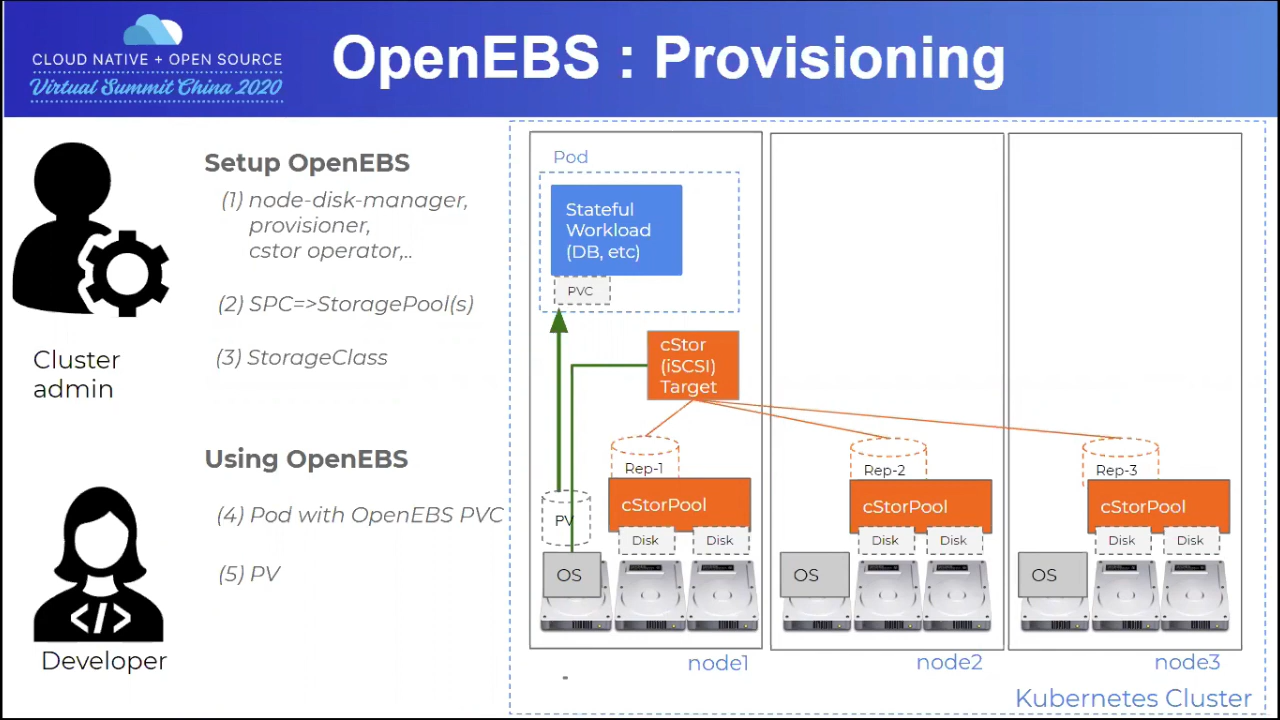 CLOUD NATIVE + OPEN SOURCE
Virtual Summit China 2020
OpenEBS : Provisioning
Setup OpenEBS
(1) node-disk-manager,
provisioner,
cstor operator,..
(2) SPC=>StoragePool(s)
(3) StorageClass
Cluster
admin
Using OpenEBS
(4) Pod with OpenEBS PVC
(5) PV
Developer
Pod
Stateful
Workload
(DB, etc)
PVC
cStor
(iSCSI)
Target
Rep-1
cStorPool
PV
Disk
Disk
OS
node1
Rep-2
cStorPool
Disk
Disk
OS
node2
Rep-3
cStorPool
Disk
Disk
OS
node3
Kubernetes Cluster